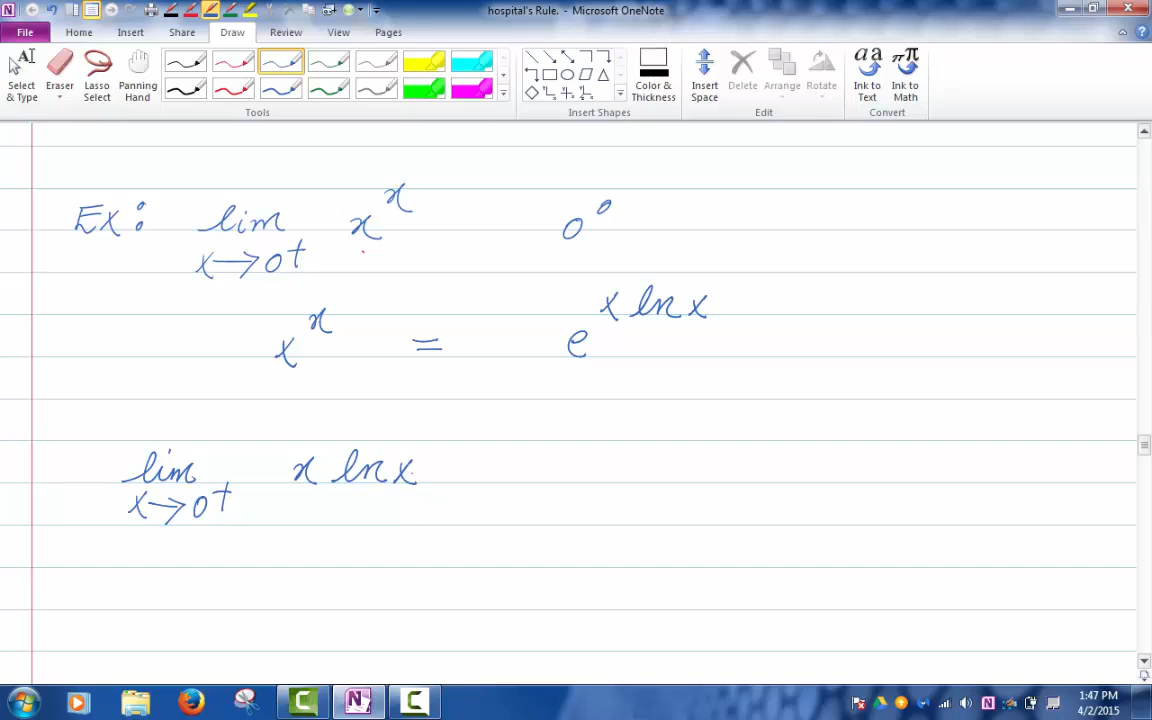 hospital's Rule. - Microsoft OneNote
File Home Insert Share Draw Review View Pages
Select & Type Eraser Lasso Select Panning Hand Color & Thickness Insert Space Delete Arrange Rotate Ink to Text Ink to Math
Tools Insert Shapes Edit Convert
Ex: lim x→0+ x^x 0^0
x^x = e^(x ln x)
lim x→0+ x ln x
1:47 PM
4/2/2015